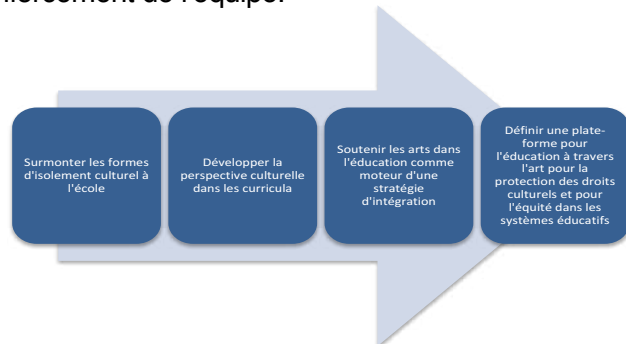 de l'équipe.
Surmonter les formes
d'isolement culturel à
l'école
Développer la
perspective culturelle
dans les curricula
Soutenir les arts dans
l'éducation comme
moteur d'une
stratégie
d'intégration
Définir une plate-
forme pour
l'éducation à travers
l'art pour la
protection des droits
culturels et pour
l'équité dans les
systèmes éducatifs